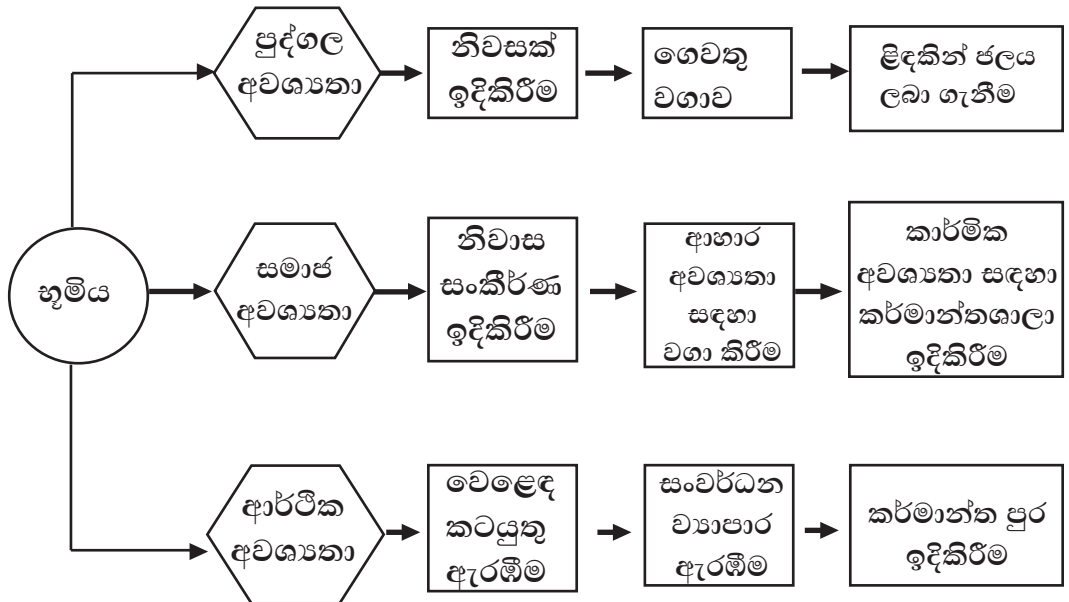 පුද්ගල
අවශ්‍යතා
නිවසක්
ඉදිකිරීම
ගෙවතු
වගාව
ළිඳකින් ජලය
ලබා ගැනීම
භූමිය
සමාජ
අවශ්‍යතා
නිවාස
සංකීර්ණ
ඉදිකිරීම
ආහාර
අවශ්‍යතා
සඳහා
වගා කිරීම
කාර්මික
අවශ්‍යතා සඳහා
කර්මාන්තශාලා
ඉදිකිරීම
ආර්ථික
අවශ්‍යතා
වෙළෙඳ
කටයුතු
ඇරඹීම
සංවර්ධන
ව්‍යාපාර
ඇරඹීම
කර්මාන්ත පුර
ඉදිකිරීම